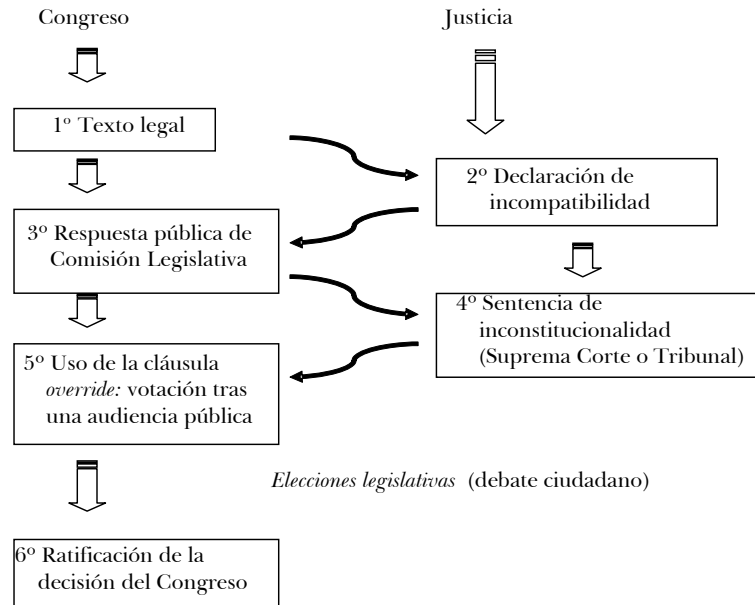 Congreso
Justicia
1º Texto legal
2º Declaración de
incompatibilidad
3º Respuesta pública de
Comisión Legislativa
4º Sentencia de
inconstitucionalidad
(Suprema Corte o Tribunal)
5º Uso de la cláusula
override: votación tras
una audiencia pública
Elecciones legislativas (debate ciudadano)
6º Ratificación de la
decisión del Congreso